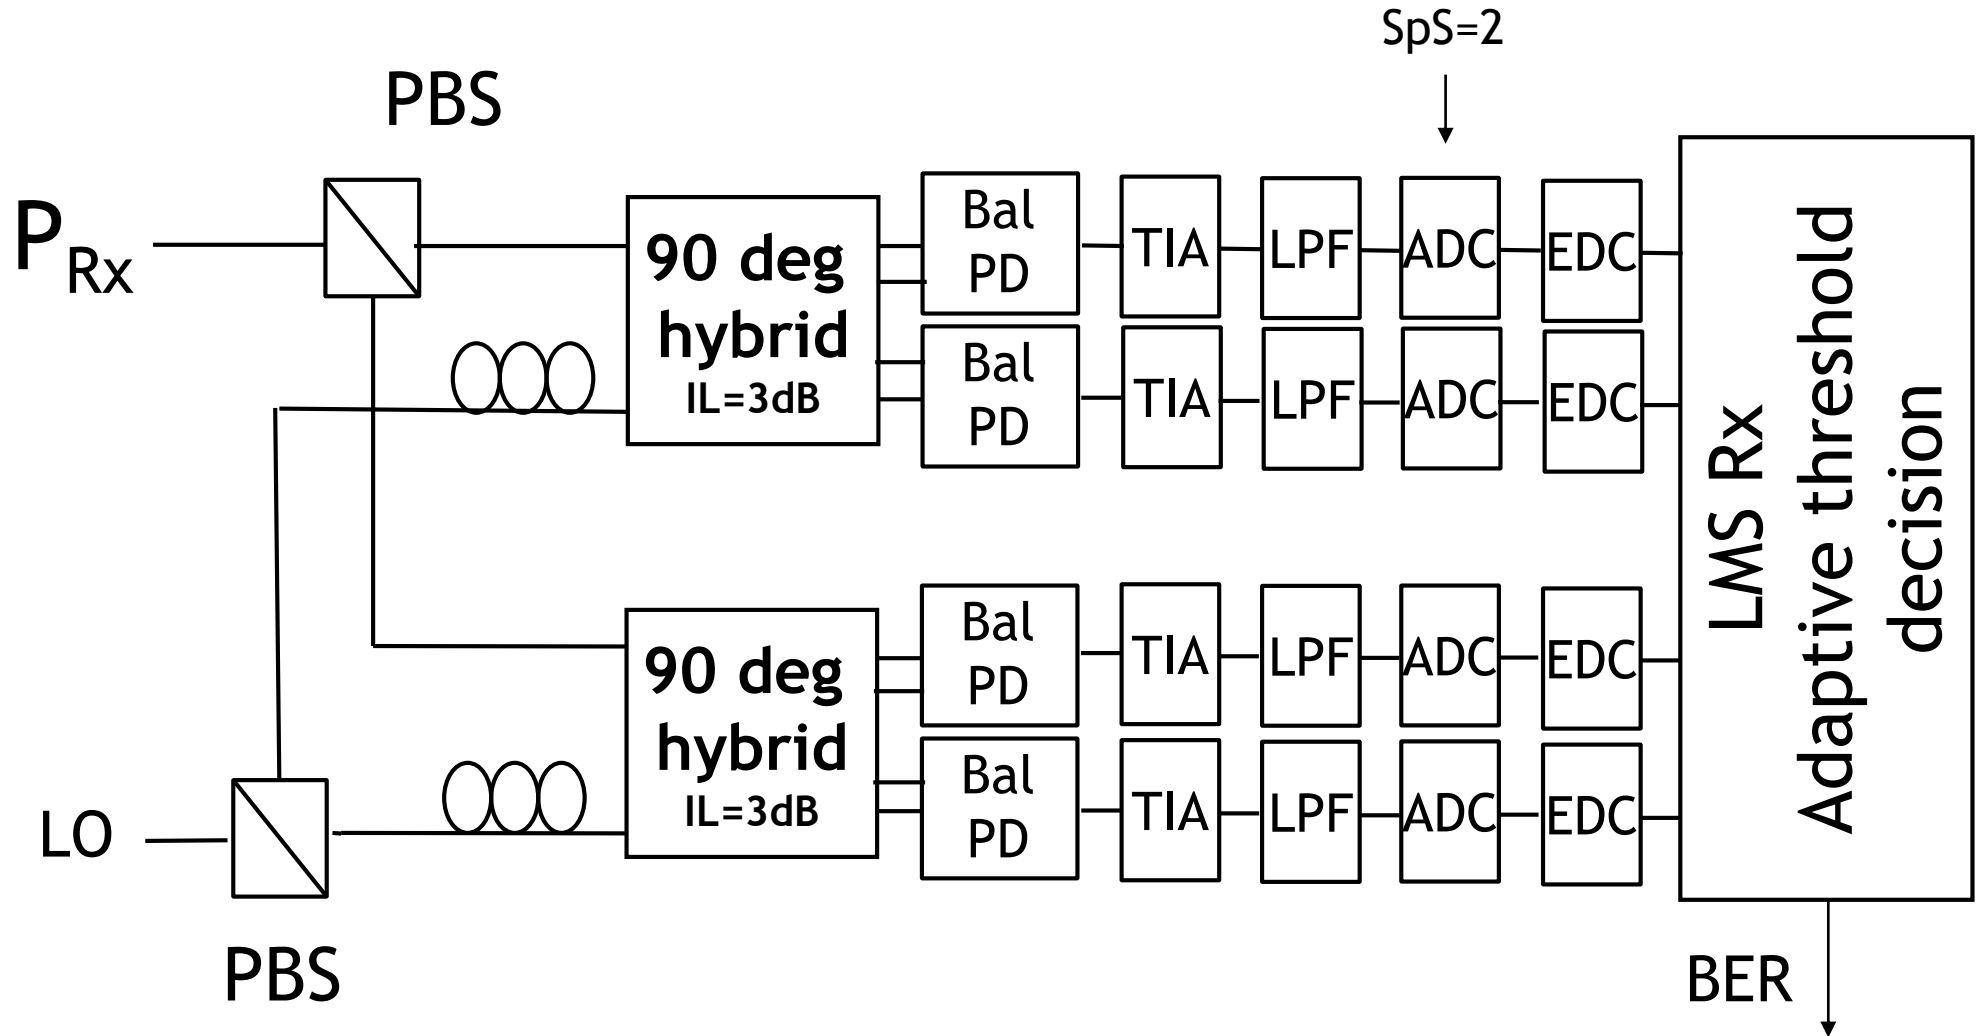 SpS=2
PBS
P Rx
90 deg
hybrid
IL=3dB
Bal
PD
TIA
LPF
ADC
EDC
Bal
PD
TIA
LPF
ADC
EDC
LMS Rx
Adaptive threshold
decision
90 deg
hybrid
IL=3dB
Bal
PD
TIA
LPF
ADC
EDC
Bal
PD
TIA
LPF
ADC
EDC
LO
PBS
BER